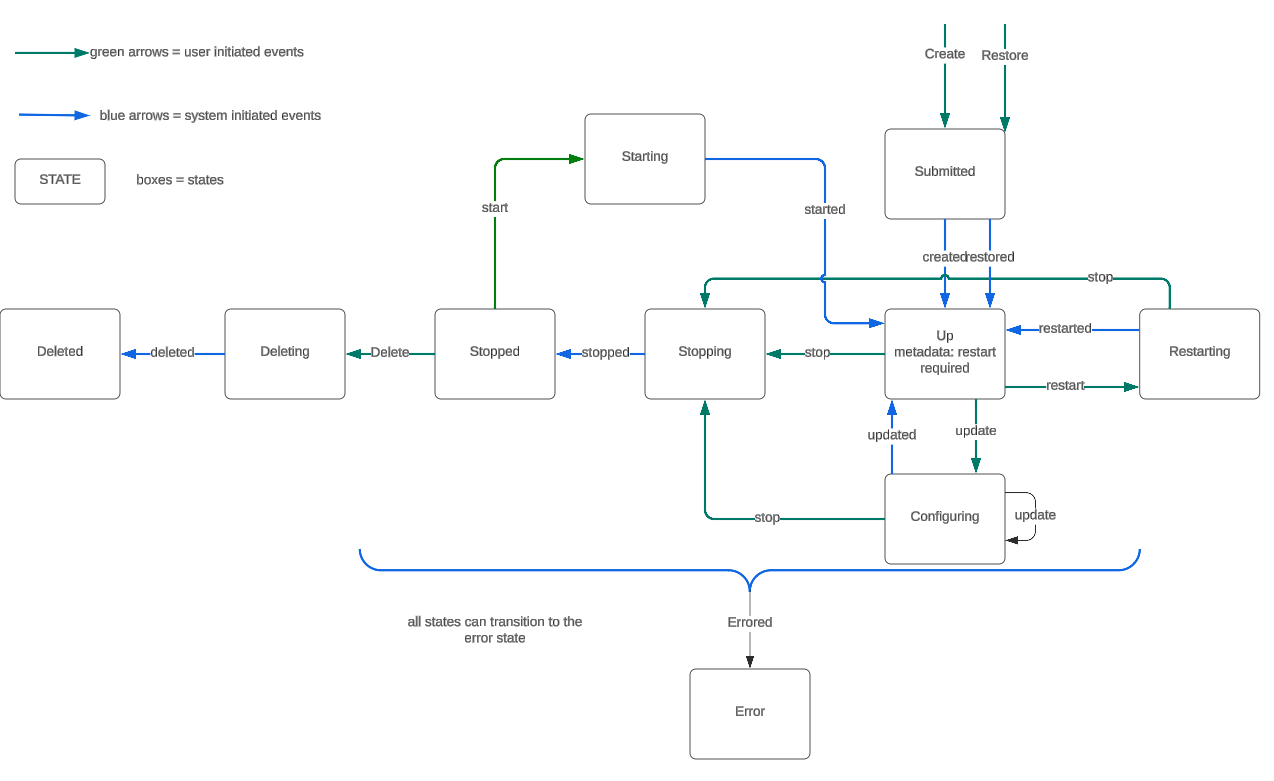 green arrows = user initiated events
Create
Restore
blue arrows = system initiated events
Starting
STATE
boxes = states
Submitted
start
started
created
restored
stop
Deleted
deleted
Deleting
Delete
Stopped
stopped
Stopping
stop
Up
metadata: restart
required
restarted
restart
Restarting
updated
update
stop
Configuring
update
all states can transition to the
error state
Errored
Error